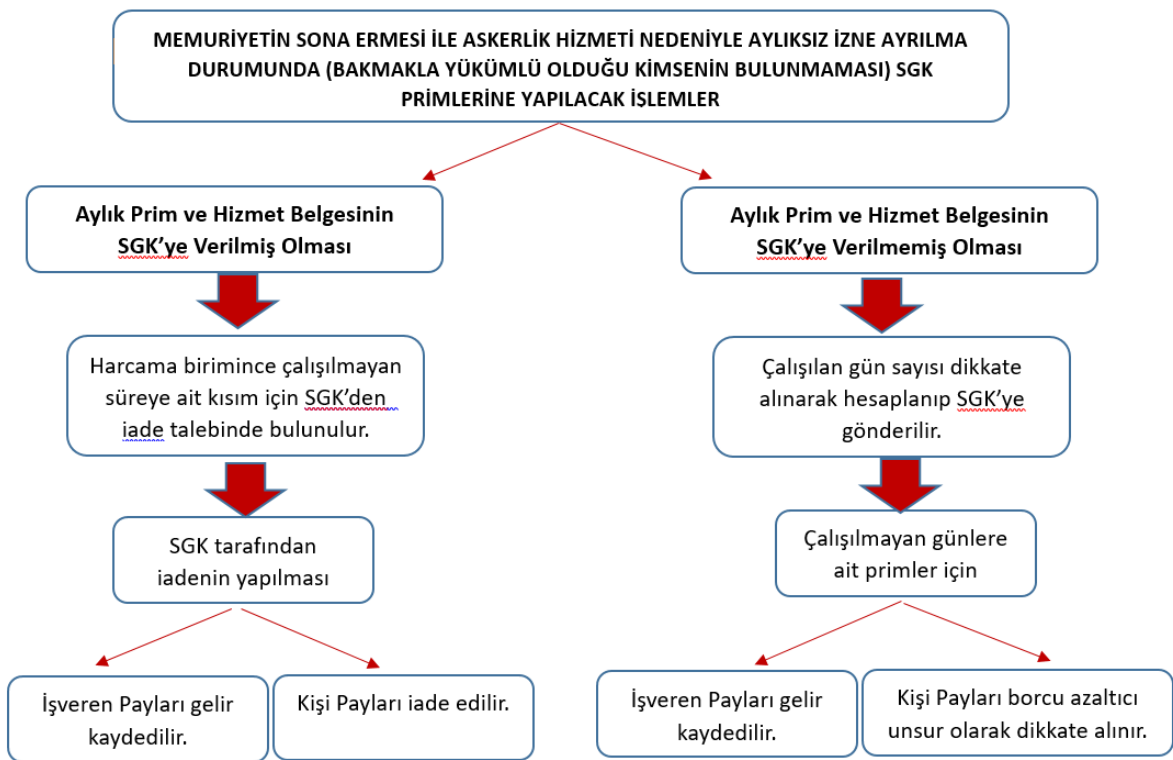 MEMURİYETİN SONA ERMESİ İLE ASKERLİK HİZMETİ NEDENİYLE AYLIKSIZ İZNE AYRILMA
DURUMUNDA (BAKMAKLA YÜKÜMLÜ OLDUĞU KİMSENİN BULUNMAMASI) SGK
PRİMLERİNE YAPILACAK İŞLEMLER
Aylık Prim ve Hizmet Belgesinin
SGK'ye Verilmiş Olması
Harcama birimince çalışılmayan
süreye ait kısım için SGK'den
iade talebinde bulunulur.
SGK tarafından
iadenin yapılması
İşveren Payları gelir
kaydedilir.
Kişi Payları iade edilir.
Aylık Prim ve Hizmet Belgesinin
SGK'ye Verilmemiş Olması
Çalışılan gün sayısı dikkate
alınarak hesaplanıp SGK'ye
gönderilir.
Çalışılmayan günlere
ait primler için
İşveren Payları gelir
kaydedilir.
Kişi Payları borcu azaltıcı
unsur olarak dikkate alınır.